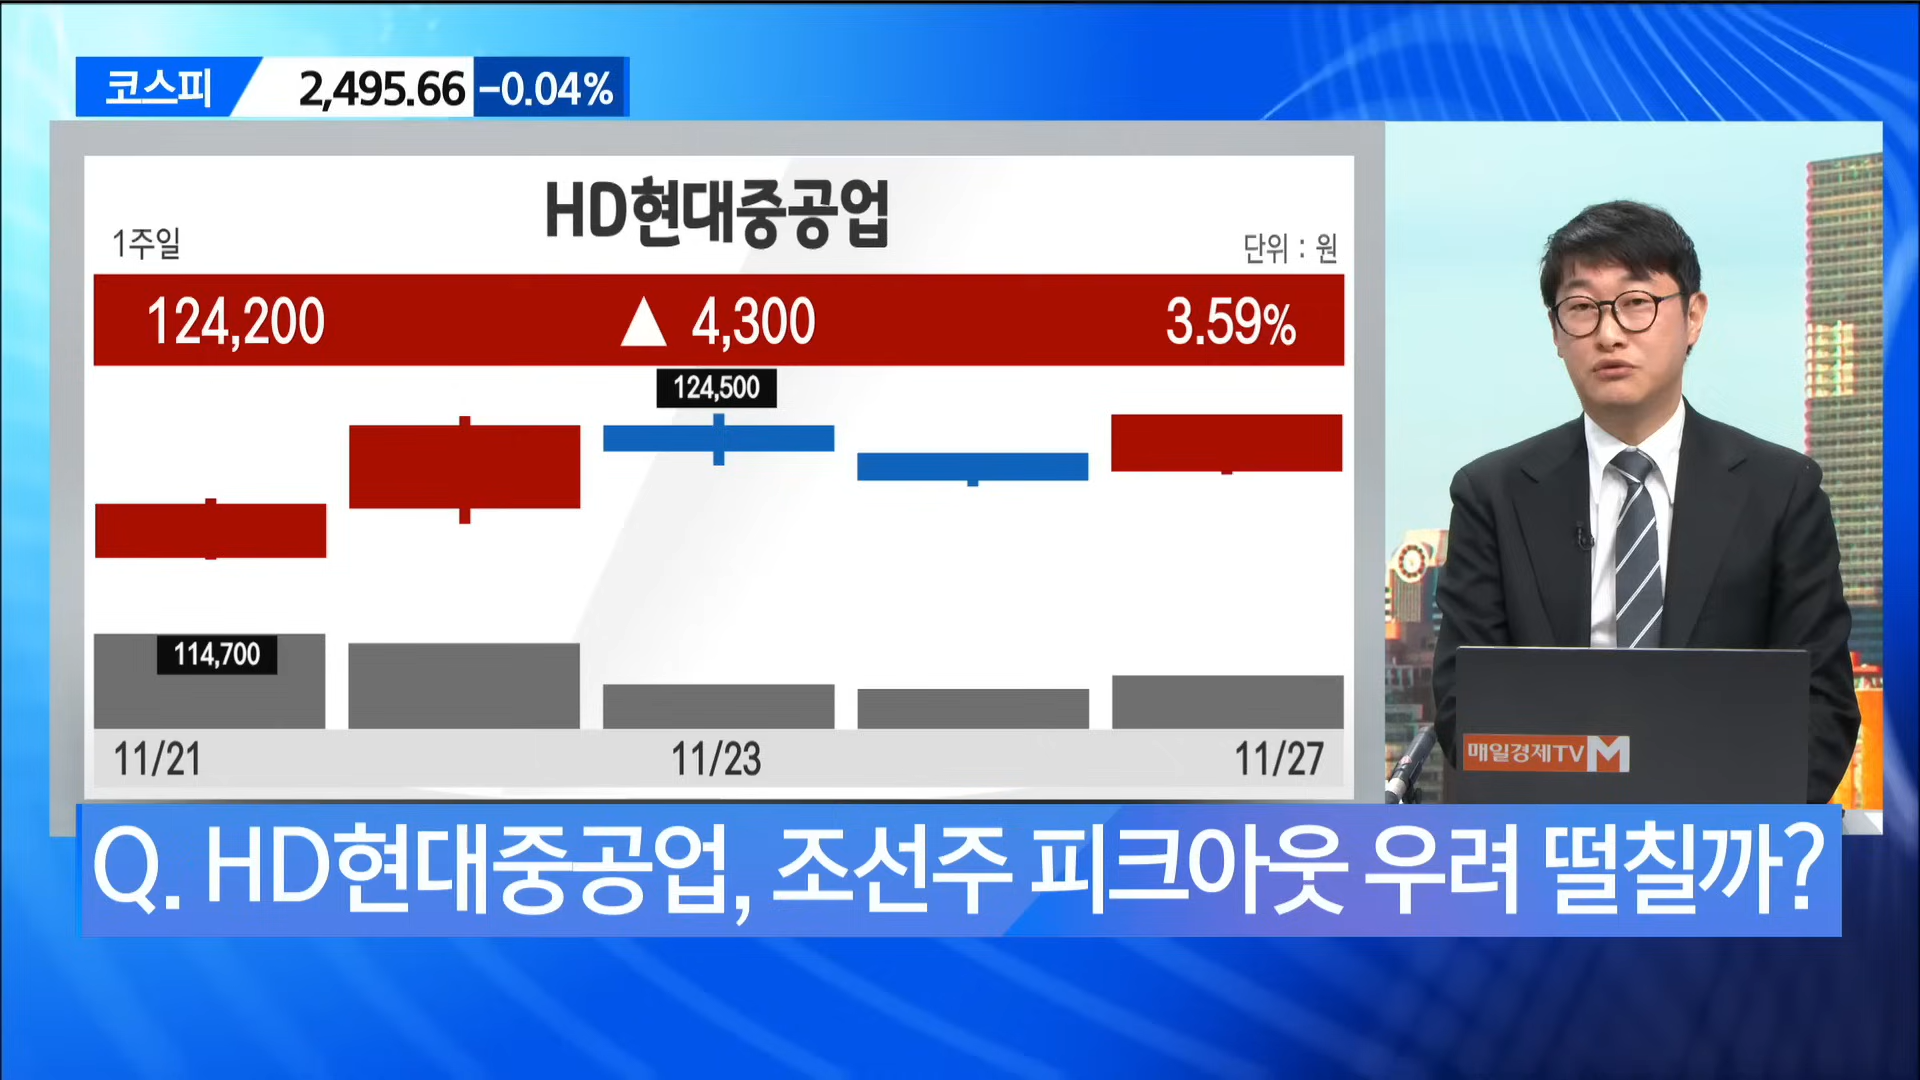 코스피 2,495.66 -0.04%
HD현대중공업
1주일
단위 : 원
124,200 ▲ 4,300 3.59%
124,500
114,700
11/21 11/23 11/27
매일경제TV M
Q. HD현대중공업, 조선주 피크아웃 우려 떨칠까?